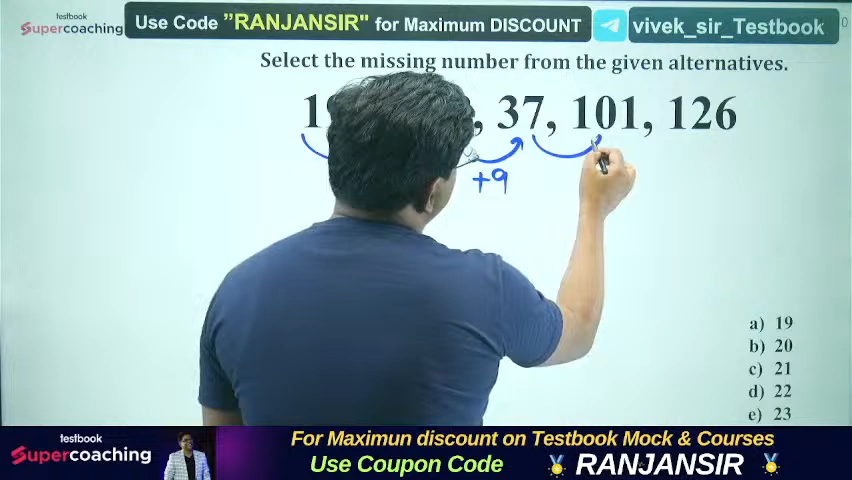 testbook
Supercoaching
Use Code "RANJANSIR" for Maximum DISCOUNT
vivek_sir_Testbook
Select the missing number from the given alternatives.
37, 101, 126
+9
a) 19
b) 20
c) 21
d) 22
e) 23
testbook
Supercoaching
For Maximun discount on Testbook Mock & Courses
Use Coupon Code
RANJANSIR